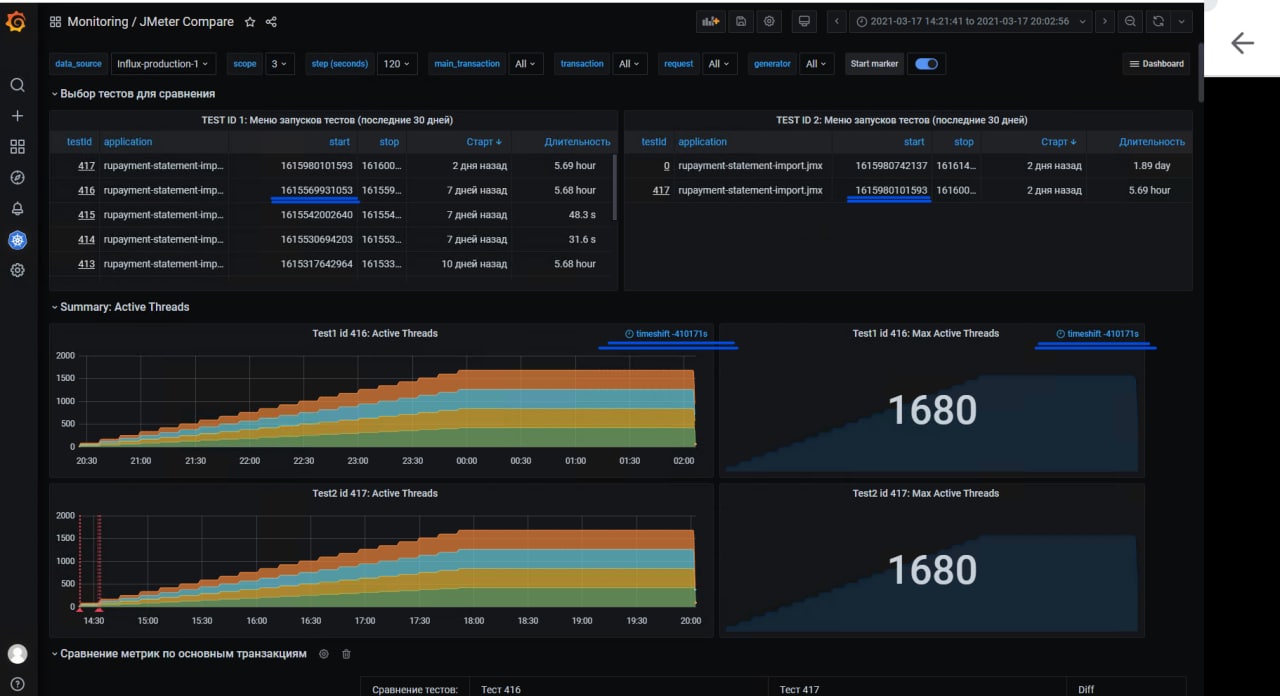 Monitoring / JMeter Compare
2021-03-17 14:21:41 to 2021-03-17 20:02:56
data_source Influx-production-1 scope 3 step (seconds) 120 main_transaction All transaction All request All generator All Start marker Dashboard
Выбор тестов для сравнения
TEST ID 1: Меню запусков тестов (последние 30 дней)
testId application start stop Старт Длительность
417 rupayment-statement-imp... 1615980101593 161600... 2 дня назад 5.69 hour
416 rupayment-statement-imp... 1615569931053 161559... 7 дней назад 5.68 hour
415 rupayment-statement-imp... 1615542002640 161554... 7 дней назад 48.3 s
414 rupayment-statement-imp... 1615530694203 161553... 7 дней назад 31.6 s
413 rupayment-statement-imp... 1615317642964 161533... 10 дней назад 5.68 hour
TEST ID 2: Меню запусков тестов (последние 30 дней)
testId application start stop Старт Длительность
0 rupayment-statement-import.jmx 1615980742137 161614... 2 дня назад 1.89 day
417 rupayment-statement-import.jmx 1615980101593 161600... 2 дня назад 5.69 hour
Summary: Active Threads
Test1 id 416: Active Threads timeshift -410171s
2000
1500
1000
500
0
20:30 21:00 21:30 22:00 22:30 23:00 23:30 00:00 00:30 01:00 01:30 02:00
Test1 id 416: Max Active Threads timeshift -410171s
1680
Test2 id 417: Active Threads
2000
1500
1000
500
0
14:30 15:00 15:30 16:00 16:30 17:00 17:30 18:00 18:30 19:00 19:30 20:00
Test2 id 417: Max Active Threads
1680
Сравнение метрик по основным транзакциям
Сравнение тестов: Тест 416 Тест 417 Diff